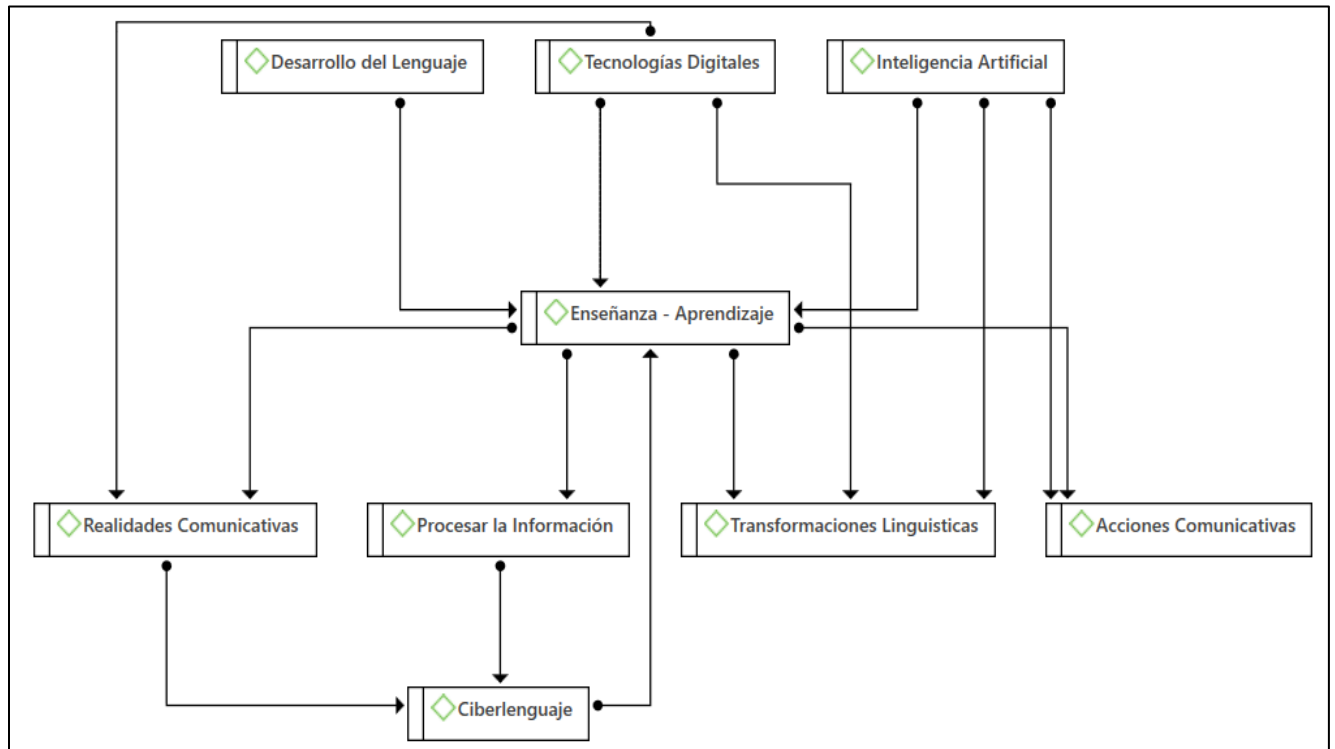 Desarrollo del Lenguaje
Tecnologías Digitales
Inteligencia Artificial
Enseñanza - Aprendizaje
Realidades Comunicativas
Procesar la Información
Transformaciones Linguisticas
Acciones Comunicativas
Ciberlenguaje